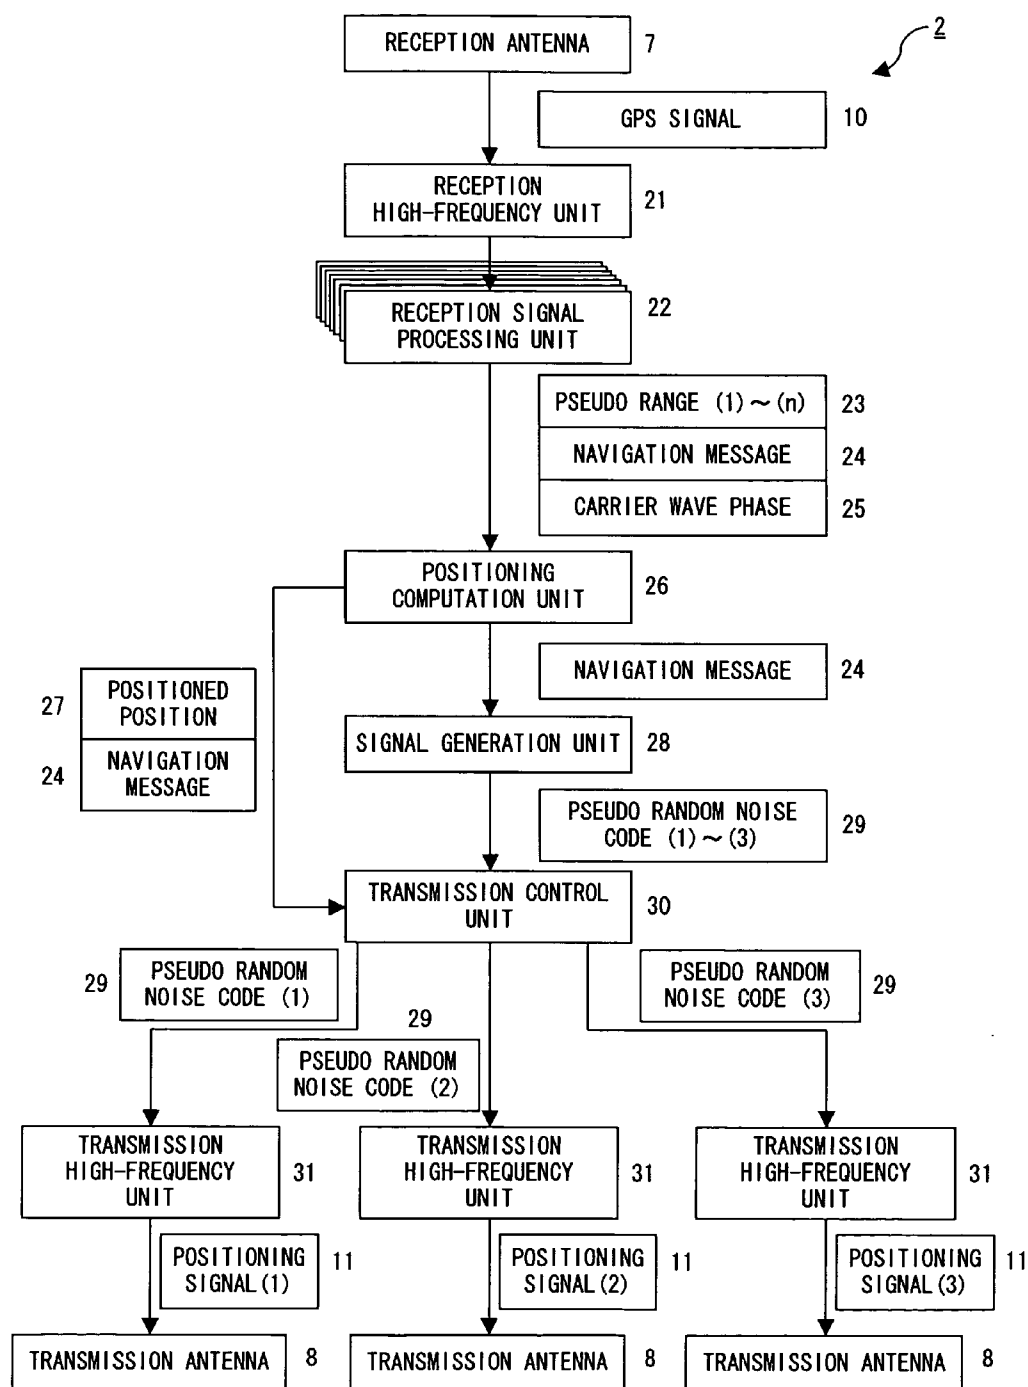 2
RECEPTION ANTENNA
7
GPS SIGNAL
10
RECEPTION
HIGH-FREQUENCY UNIT
21
RECEPTION SIGNAL
PROCESSING UNIT
22
PSEUDO RANGE (1)~(n)
23
NAVIGATION MESSAGE
24
CARRIER WAVE PHASE
25
POSITIONING
COMPUTATION UNIT
26
NAVIGATION MESSAGE
24
27
POSITIONED
POSITION
24
NAVIGATION
MESSAGE
SIGNAL GENERATION UNIT
28
PSEUDO RANDOM NOISE
CODE (1)~(3)
29
TRANSMISSION CONTROL
UNIT
30
29
PSEUDO RANDOM
NOISE CODE (1)
29
PSEUDO RANDOM
NOISE CODE (2)
PSEUDO RANDOM
NOISE CODE (3)
29
TRANSMISSION
HIGH-FREQUENCY
UNIT
31
TRANSMISSION
HIGH-FREQUENCY
UNIT
31
TRANSMISSION
HIGH-FREQUENCY
UNIT
31
POSITIONING
SIGNAL(1)
11
POSITIONING
SIGNAL(2)
11
POSITIONING
SIGNAL(3)
11
TRANSMISSION ANTENNA
8
TRANSMISSION ANTENNA
8
TRANSMISSION ANTENNA
8